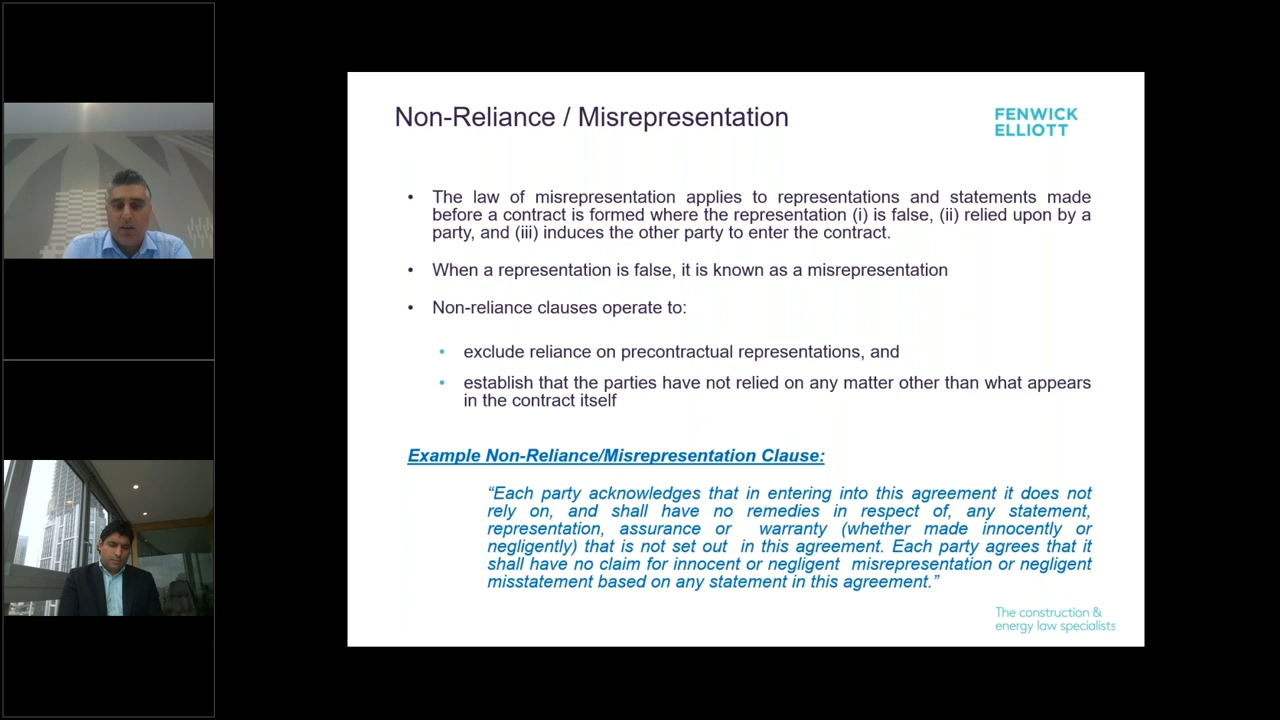 Non-Reliance / Misrepresentation
FENWICK
ELLIOTT
• The law of misrepresentation applies to representations and statements made
before a contract is formed where the representation (i) is false, (ii) relied upon by a
party, and (iii) induces the other party to enter the contract.
• When a representation is false, it is known as a misrepresentation
• Non-reliance clauses operate to:
• exclude reliance on precontractual representations, and
• establish that the parties have not relied on any matter other than what appears
in the contract itself
Example Non-Reliance/Misrepresentation Clause:
“Each party acknowledges that in entering into this agreement it does not
rely on, and shall have no remedies in respect of, any statement,
representation, assurance or warranty (whether made innocently or
negligently) that is not set out in this agreement. Each party agrees that it
shall have no claim for innocent or negligent misrepresentation or negligent
misstatement based on any statement in this agreement.”
The construction &
energy law specialists